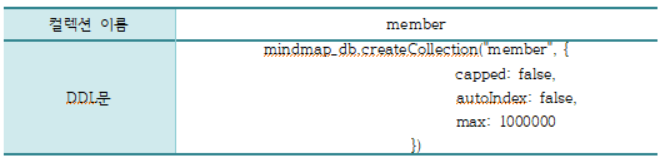 컬렉션 이름 member
mindmap_db.createCollection("member", {
capped: false,
DDL문 autoIndex: false,
max: 1000000
})